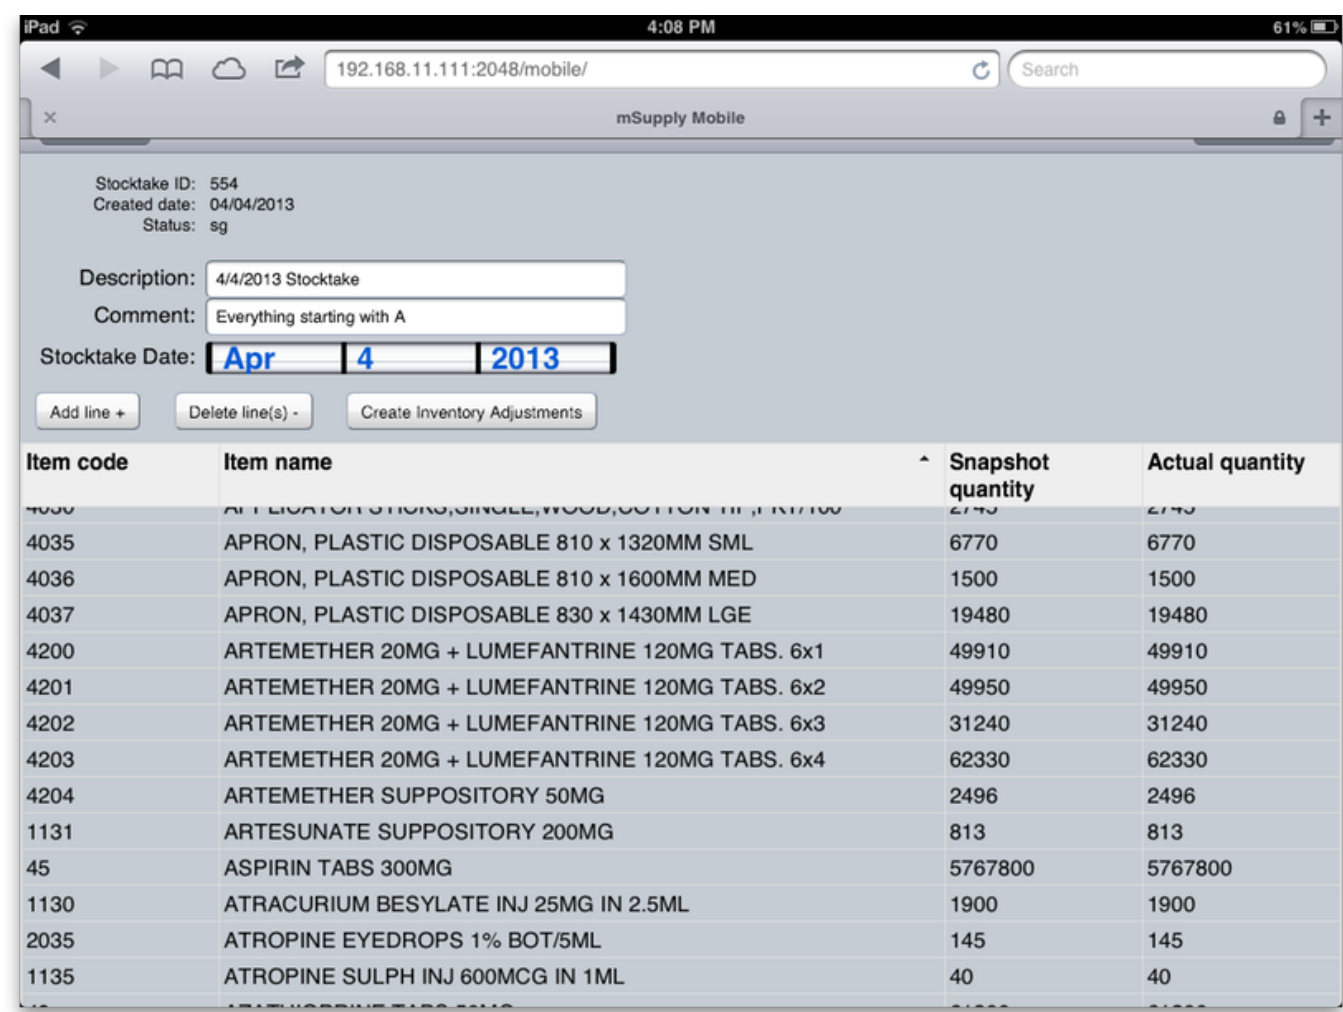 iPad 4:08 PM 61%
192.168.11.111:2048/mobile/ Search
mSupply Mobile
Stocktake ID: 554
Created date: 04/04/2013
Status: sg
Description: 4/4/2013 Stocktake
Comment: Everything starting with A
Stocktake Date: Apr 4 2013
Add line + Delete line(s) - Create Inventory Adjustments
Item code Item name Snapshot quantity Actual quantity
4035 APRON, PLASTIC DISPOSABLE 810 x 1320MM SML 6770 6770
4036 APRON, PLASTIC DISPOSABLE 810 x 1600MM MED 1500 1500
4037 APRON, PLASTIC DISPOSABLE 830 x 1430MM LGE 19480 19480
4200 ARTEMETHER 20MG + LUMEFANTRINE 120MG TABS. 6x1 49910 49910
4201 ARTEMETHER 20MG + LUMEFANTRINE 120MG TABS. 6x2 49950 49950
4202 ARTEMETHER 20MG + LUMEFANTRINE 120MG TABS. 6x3 31240 31240
4203 ARTEMETHER 20MG + LUMEFANTRINE 120MG TABS. 6x4 62330 62330
4204 ARTEMETHER SUPPOSITORY 50MG 2496 2496
1131 ARTESUNATE SUPPOSITORY 200MG 813 813
45 ASPIRIN TABS 300MG 5767800 5767800
1130 ATRACURIUM BESYLATE INJ 25MG IN 2.5ML 1900 1900
2035 ATROPINE EYEDROPS 1% BOT/5ML 145 145
1135 ATROPINE SULPH INJ 600MCG IN 1ML 40 40